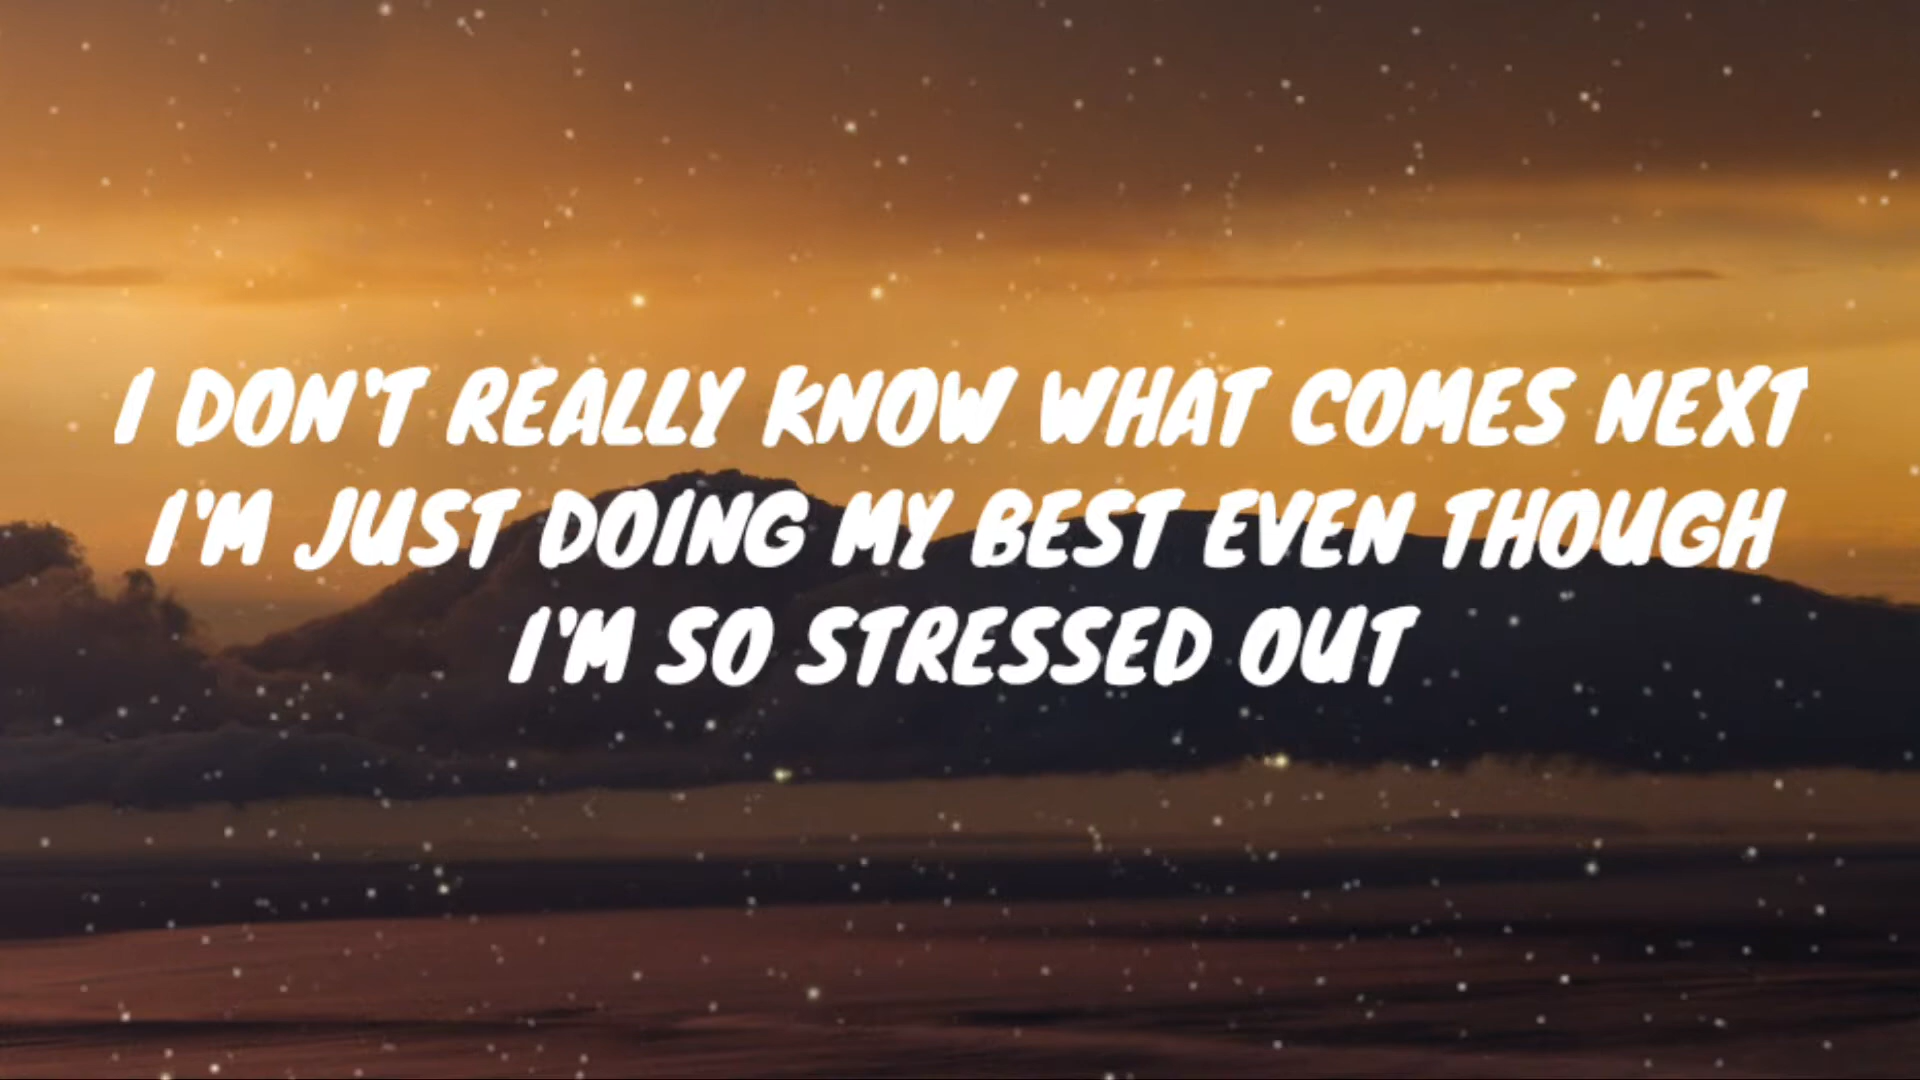 I DON'T REALLY KNOW WHAT COMES NEXT
I'M JUST DOING MY BEST EVEN THOUGH
I'M SO STRESSED OUT